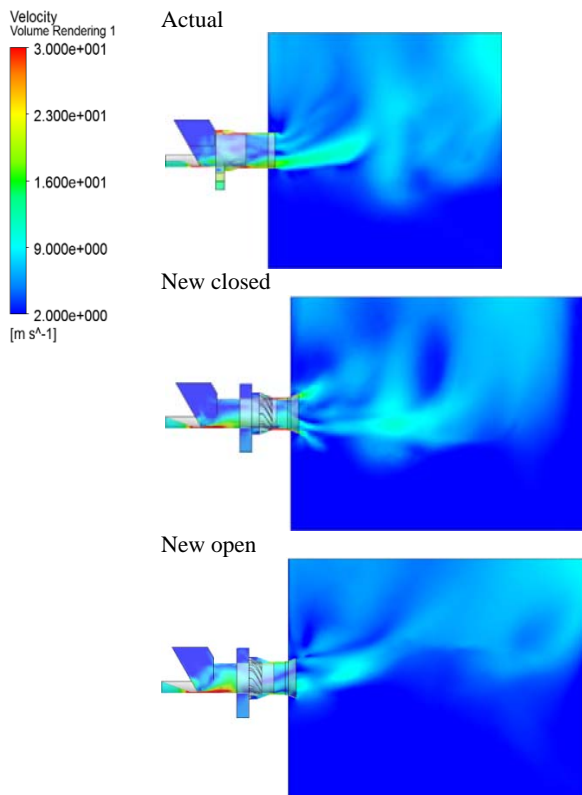 Velocity
Volume Rendering 1
3.000e+001
2.300e+001
1.600e+001
9.000e+000
2.000e+000
[m s^-1]
Actual
New closed
New open